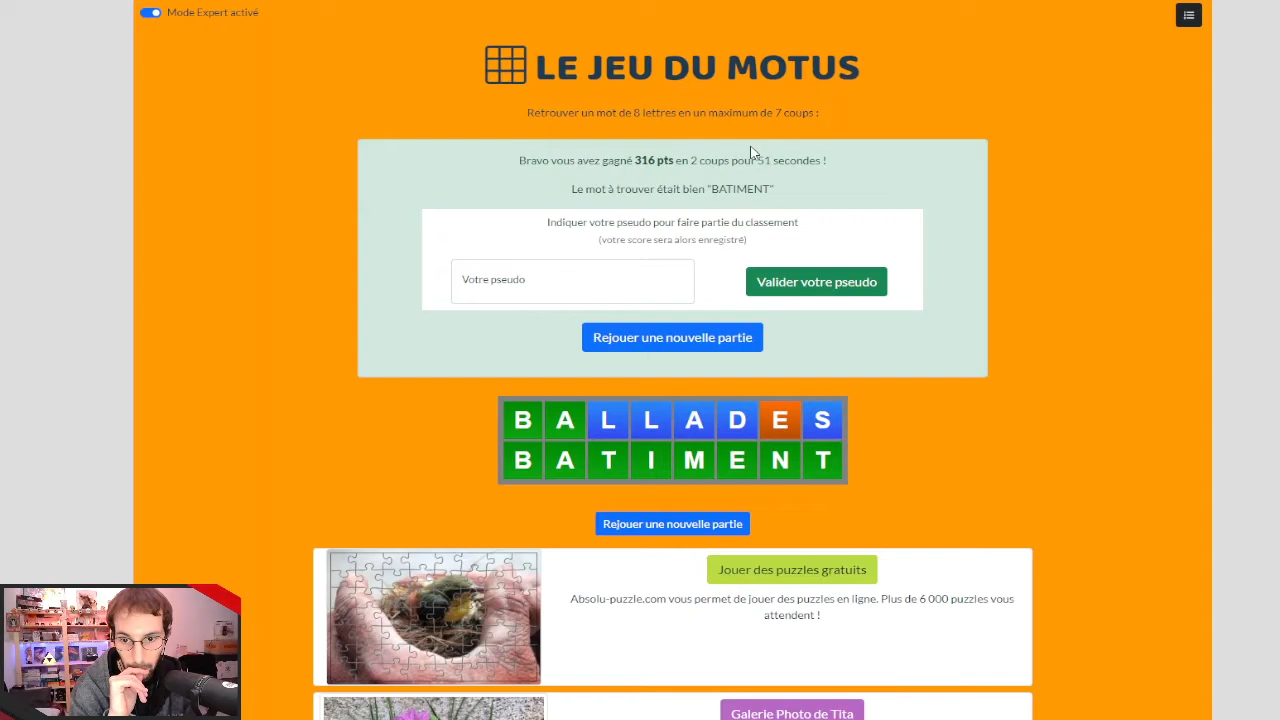 Mode Expert activé
LE JEU DU MOTUS
Retrouver un mot de 8 lettres en un maximum de 7 coups :
Bravo vous avez gagné 316 pts en 2 coups pour 51 secondes !
Le mot à trouver était bien "BATIMENT"
Indiquer votre pseudo pour faire partie du classement
(votre score sera alors enregistré)
Votre pseudo
Valider votre pseudo
Rejouer une nouvelle partie
BALLADES
BATIMENT
Rejouer une nouvelle partie
Jouer des puzzles gratuits
Absolu-puzzle.com vous permet de jouer des puzzles en ligne. Plus de 6 000 puzzles vous
attendent !
Galerie Photo de Tita